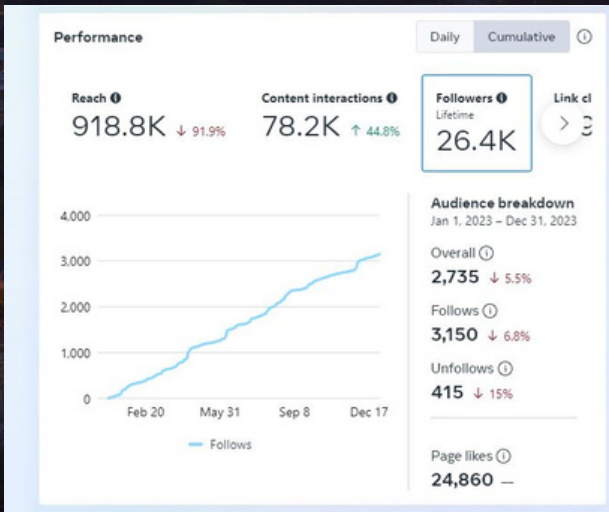 Performance
Daily
Cumulative
Reach
918.8K ↓ 91.9%
Content interactions
78.2K ↑ 44.8%
Followers
Lifetime
26.4K
Link cl
4,000
3,000
2,000
1,000
0
Feb 20
May 31
Sep 8
Dec 17
Follows
Audience breakdown
Jan 1, 2023 – Dec 31, 2023
Overall
2,735 ↓ 5.5%
Follows
3,150 ↓ 6.8%
Unfollows
415 ↓ 15%
Page likes
24,860 —